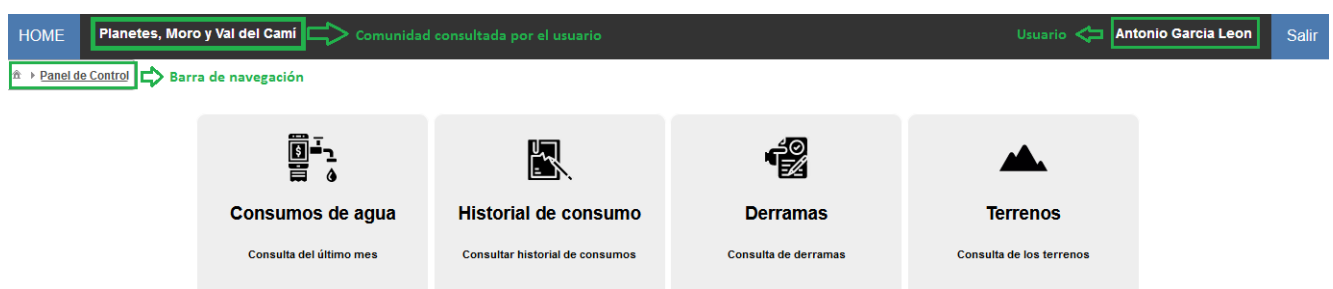 HOME Planetes, Moro y Val del Camí Comunidad consultada por el usuario Usuario Antonio Garcia Leon Salir
Panel de Control Barra de navegación
$
Consumos de agua Historial de consumo Derramas Terrenos
Consulta del último mes Consultar historial de consumos Consulta de derramas Consulta de los terrenos